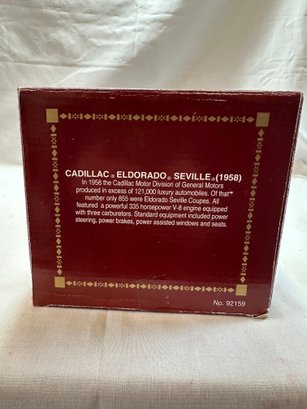 CADILLAC ® ELDORADO ® SEVILLE ® (1958)
In 1958 the Cadillac Motor Division of General Motors
produced in excess of 121,000 luxury automobiles. Of that
number only 855 were Eldorado Seville Coupes. All
featured a powerful 335 horsepower V-8 engine equipped
with three carburetors. Standard equipment included power
steering, power brakes, power assisted windows and seats.
No. 92159